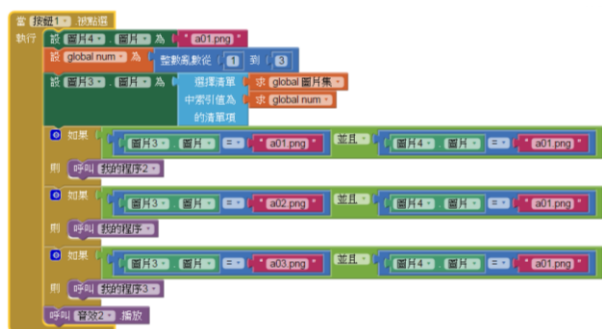 當 按鈕1 .被點選
執行 設 圖片4 . 圖片 為 " a01.png "
設 global num 為 整數亂數從 1 到 3
設 圖片3 . 圖片 為 選擇清單 求 global 圖片集
中索引值為 求 global num
的清單項
如果 圖片3 . 圖片 = " a01.png " 並且 圖片4 . 圖片 = " a01.png "
則 呼叫 我的程序2
如果 圖片3 . 圖片 = " a02.png " 並且 圖片4 . 圖片 = " a01.png "
則 呼叫 我的程序
如果 圖片3 . 圖片 = " a03.png " 並且 圖片4 . 圖片 = " a01.png "
則 呼叫 我的程序3
呼叫 音效2 .播放